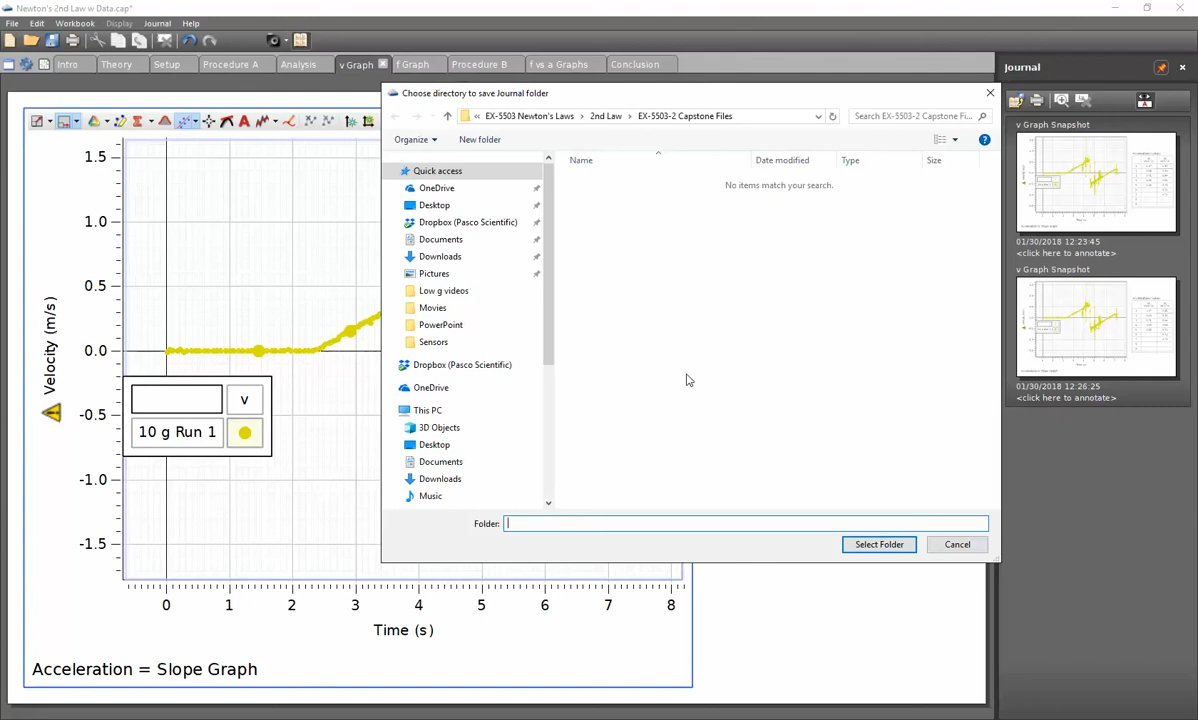 Newton's 2nd Law w Data.cap*
File Edit Workbook Display Journal Help
Intro Theory Setup Procedure A Analysis v Graph f Graph Procedure B f vs a Graphs Conclusion
Journal
Choose directory to save Journal folder
« EX-5503 Newton's Laws › 2nd Law › EX-5503-2 Capstone Files
Search EX-5503-2 Capstone Fi...
Organize New folder
Name Date modified Type Size
No items match your search.
Quick access
OneDrive
Desktop
Dropbox (Pasco Scientific)
Documents
Downloads
Pictures
Low g videos
Movies
PowerPoint
Sensors
Dropbox (Pasco Scientific)
OneDrive
This PC
3D Objects
Desktop
Documents
Downloads
Music
Folder:
Select Folder Cancel
1.5
1.0
0.5
0.0
-0.5
-1.0
-1.5
Velocity (m/s)
v
10 g Run 1
0 1 2 3 4 5 6 7 8
Time (s)
Acceleration = Slope Graph
v Graph Snapshot
01/30/2018 12:23:45
<click here to annotate>
v Graph Snapshot
01/30/2018 12:26:25
<click here to annotate>